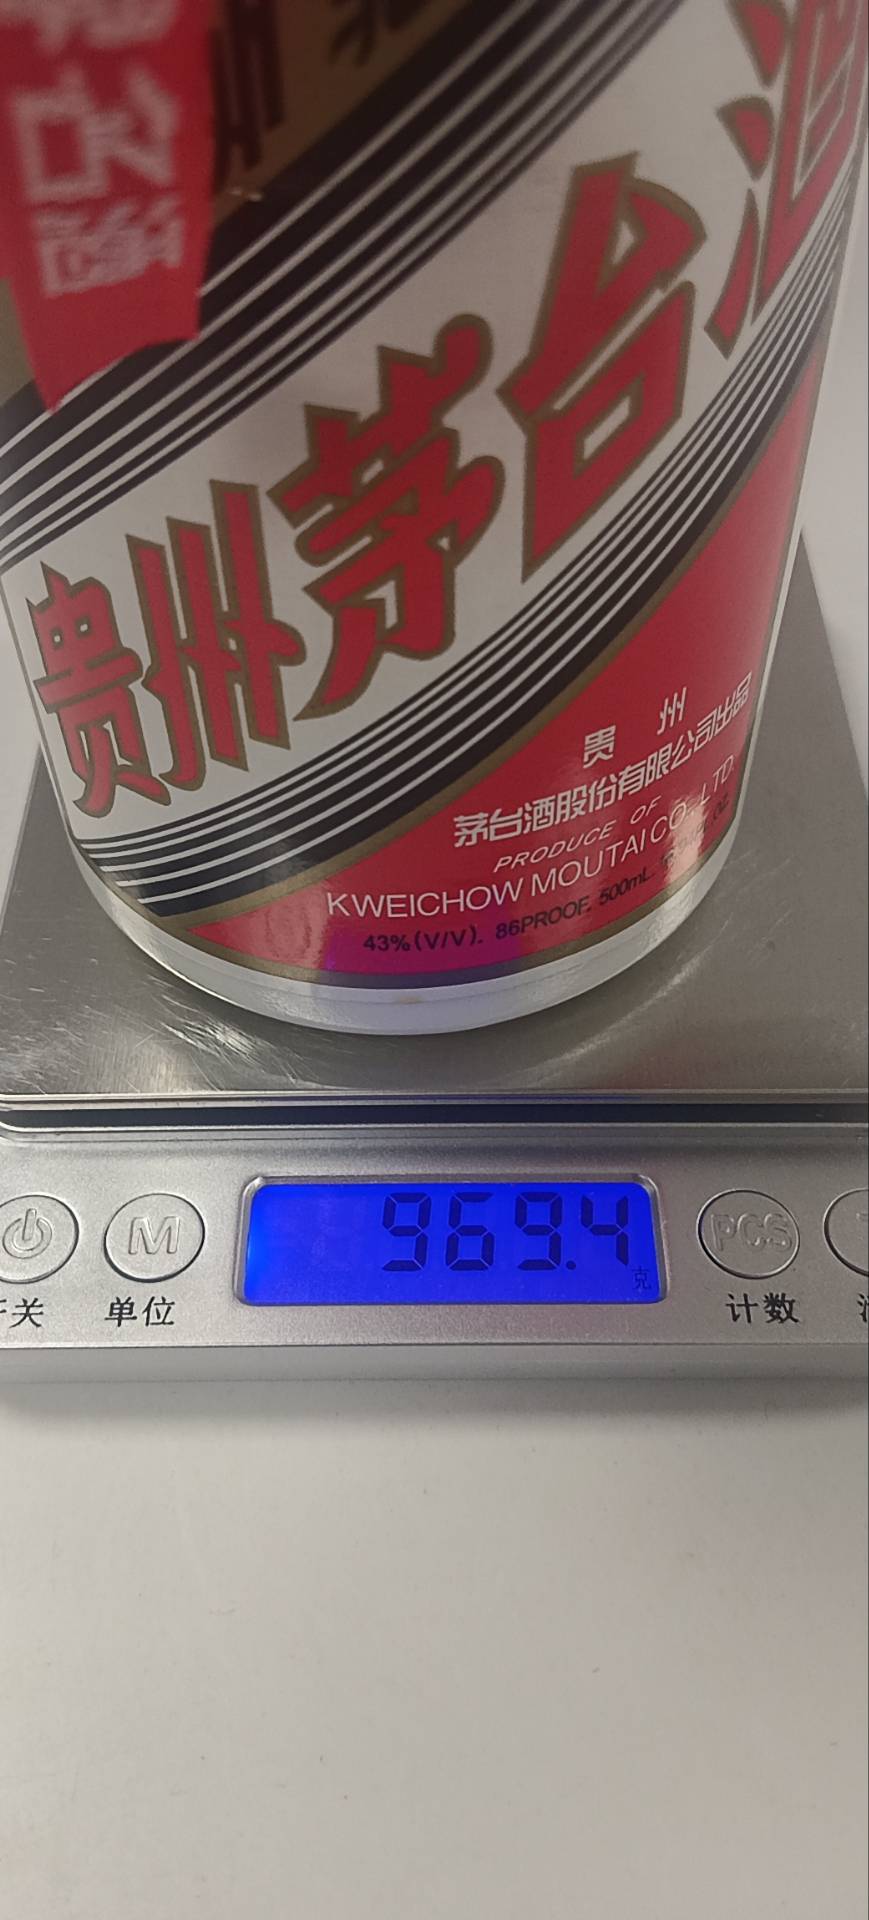 贵州茅台酒
贵州
茅台酒股份有限公司出品
PRODUCE OF
KWEICHOW MOUTAI CO., LTD.
43%(V/V). 86PROOF. 500mL.
969.4
克
M
PCS
单位
计数